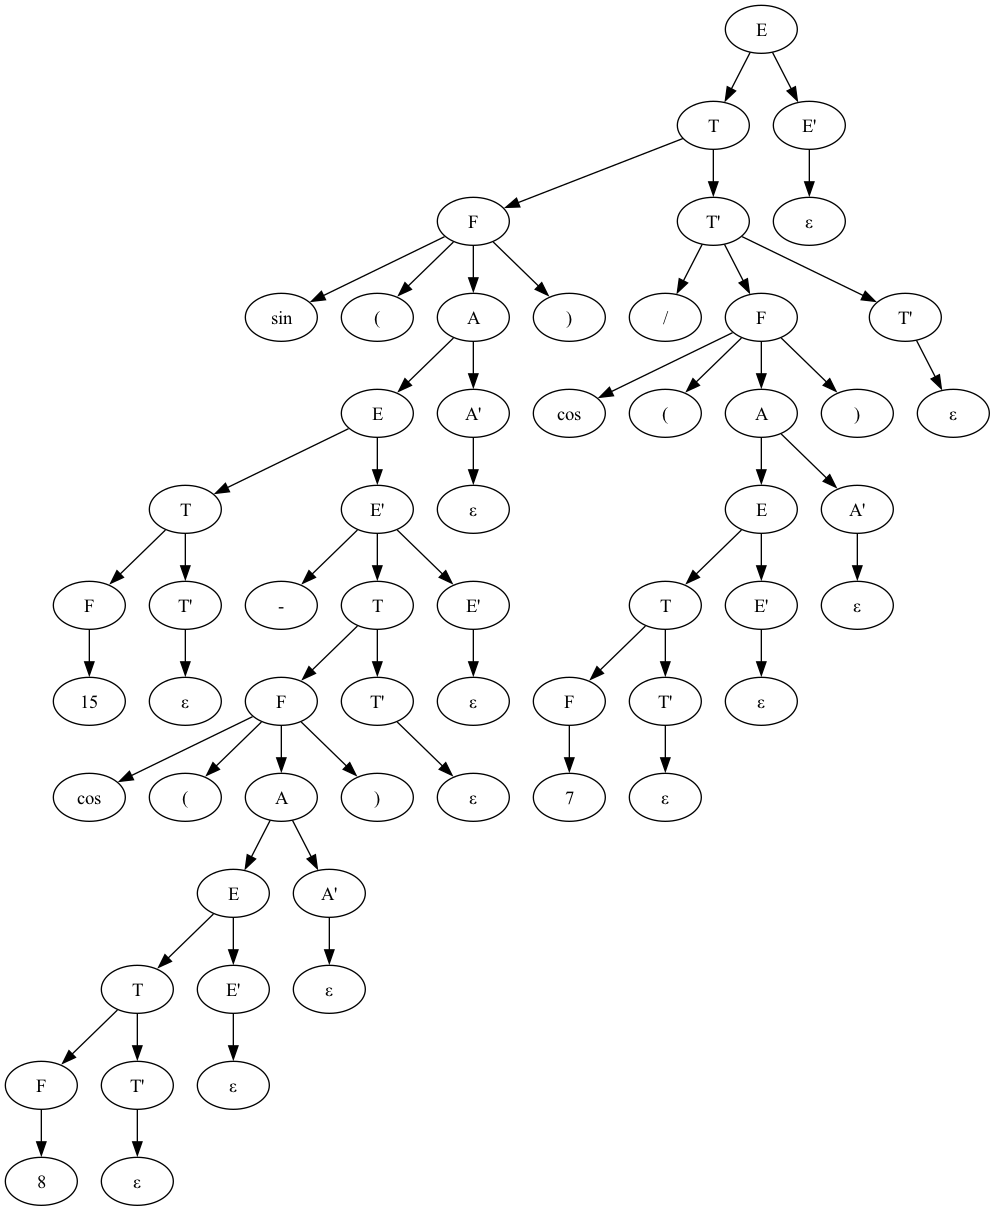 E
T E'
F T' ε
sin ( A ) / F T'
E A' cos ( A ) ε
T E' ε E A'
F T' - T E' T E' ε
15 ε F T' ε F T' ε
cos ( A ) ε 7 ε
E A'
T E' ε
F T' ε
8 ε